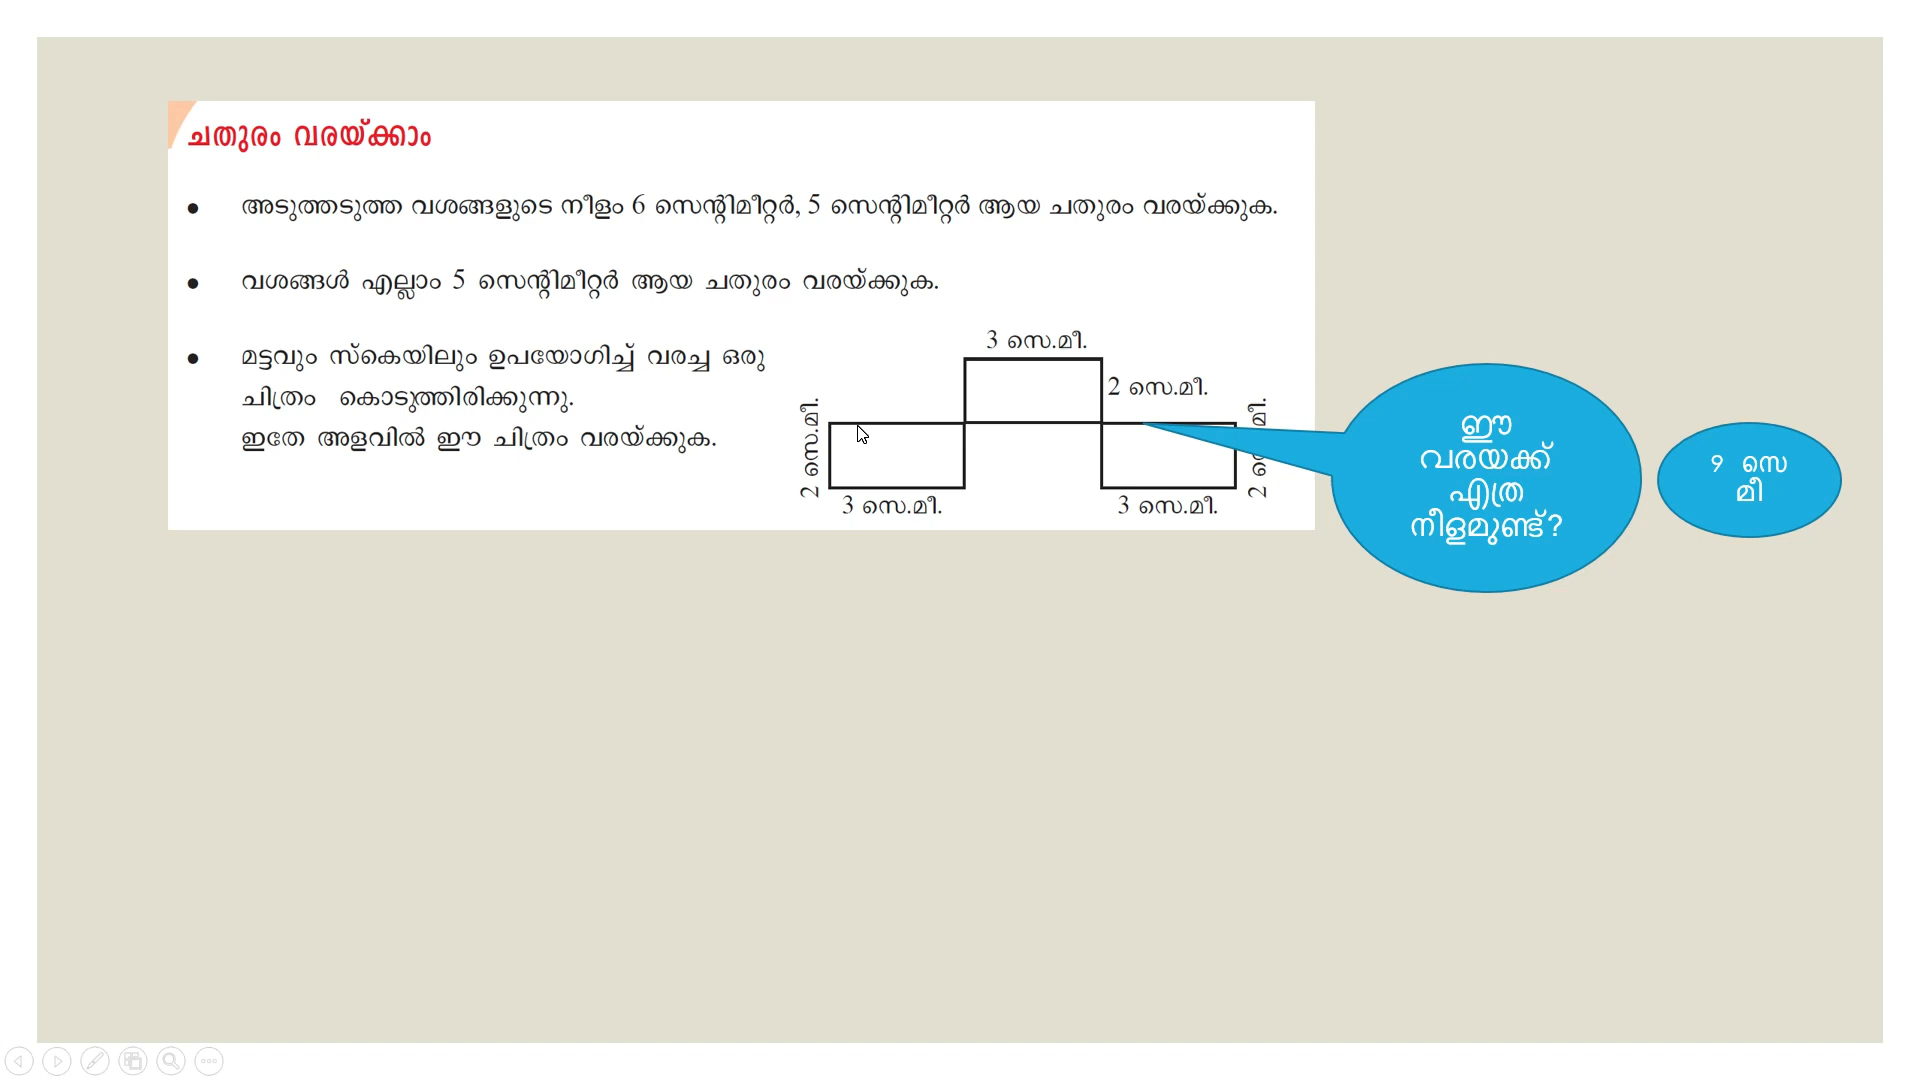 ചതുരം വരയ്ക്കാം
• അടുത്തടുത്ത വശങ്ങളുടെ നീളം 6 സെന്റിമീറ്റർ, 5 സെന്റിമീറ്റർ ആയ ചതുരം വരയ്ക്കുക.
• വശങ്ങൾ എല്ലാം 5 സെന്റിമീറ്റർ ആയ ചതുരം വരയ്ക്കുക.
• മട്ടവും സ്കെയിലും ഉപയോഗിച്ച് വരച്ച ഒരു
ചിത്രം കൊടുത്തിരിക്കുന്നു.
ഇതേ അളവിൽ ഈ ചിത്രം വരയ്ക്കുക.
3 സെ.മീ.
2 സെ.മീ.
2 സെ.മീ.
3 സെ.മീ.
3 സെ.മീ.
ഈ
വരയക്ക്
എത്ര
നീളമുണ്ട്?
9 സെ
മീ